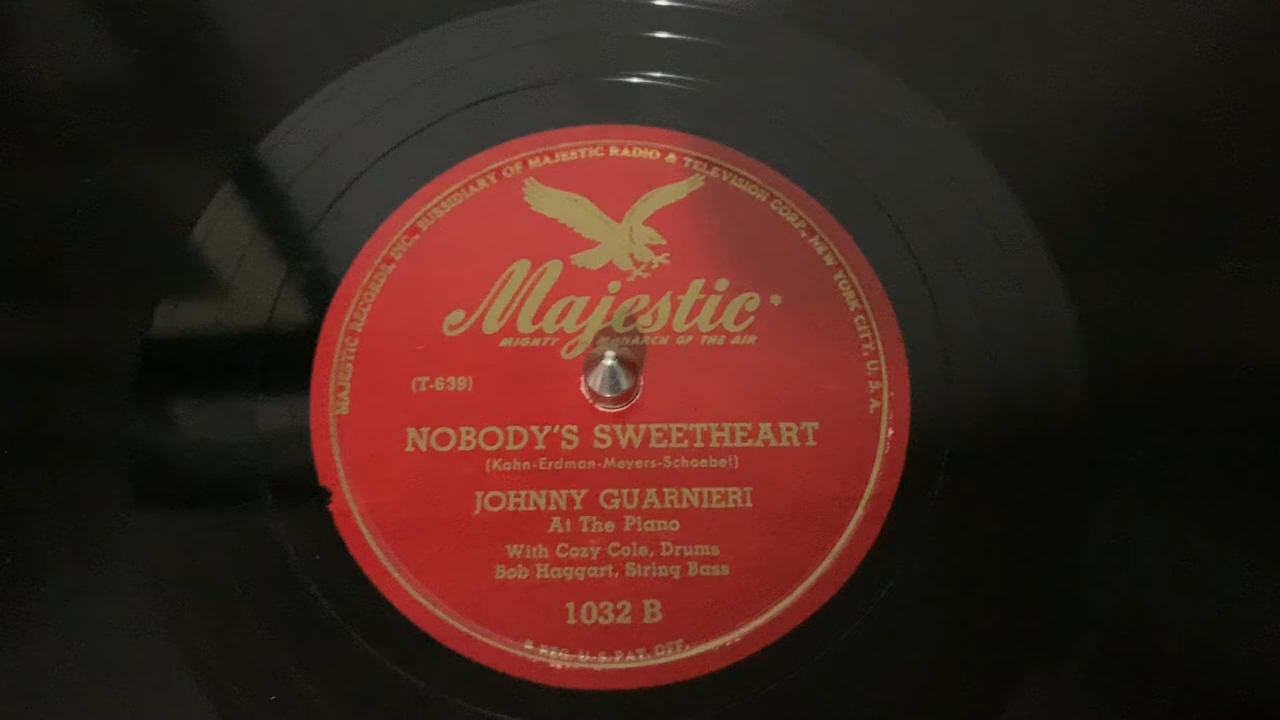 MAJESTIC RECORDS, INC., SUBSIDIARY OF MAJESTIC RADIO & TELEVISION CORP., NEW YORK CITY, U. S. A.
Majestic*
MIGHTY MONARCH OF THE AIR
(T-639)
NOBODY'S SWEETHEART
(Kahn-Erdman-Meyers-Schoebel)
JOHNNY GUARNIERI
At The Piano
With Cozy Cole, Drums
Bob Haggart, String Bass
1032 B
* REG. U. S. PAT. OFF.